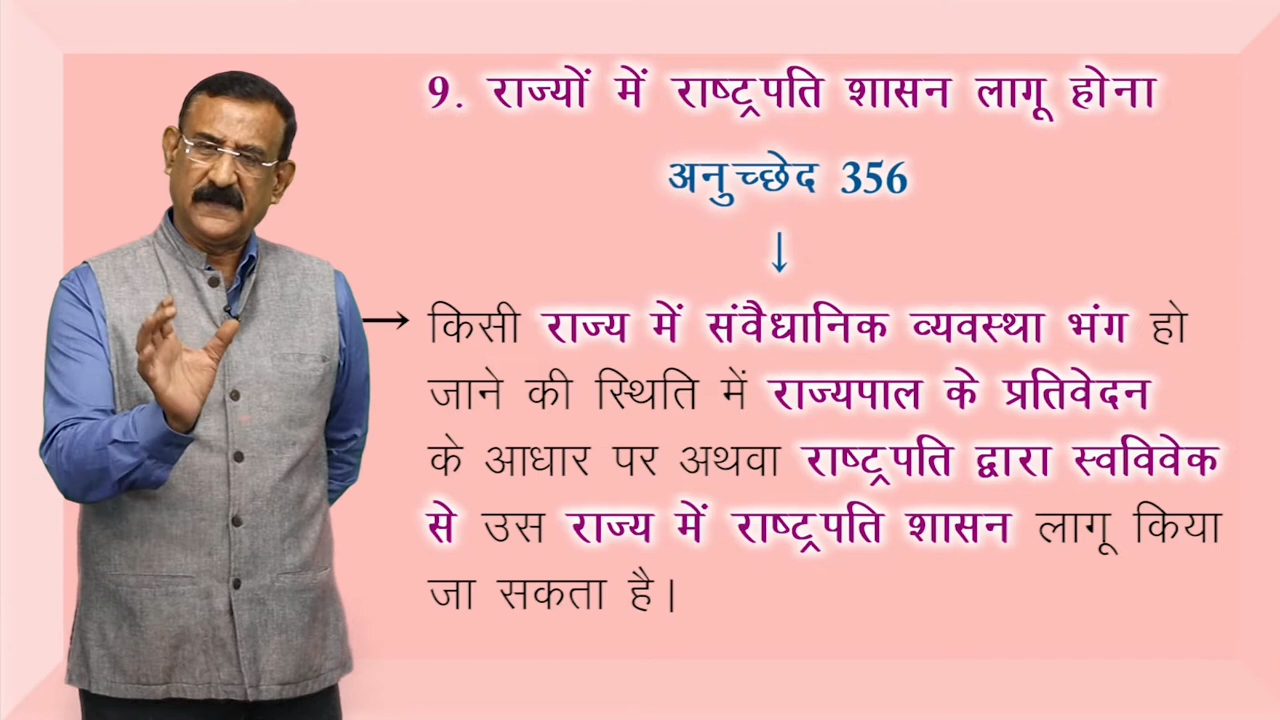 9. राज्यों में राष्ट्रपति शासन लागू होना
अनुच्छेद 356
↓
→ किसी राज्य में संवैधानिक व्यवस्था भंग हो
जाने की स्थिति में राज्यपाल के प्रतिवेदन
के आधार पर अथवा राष्ट्रपति द्वारा स्वविवेक
से उस राज्य में राष्ट्रपति शासन लागू किया
जा सकता है।